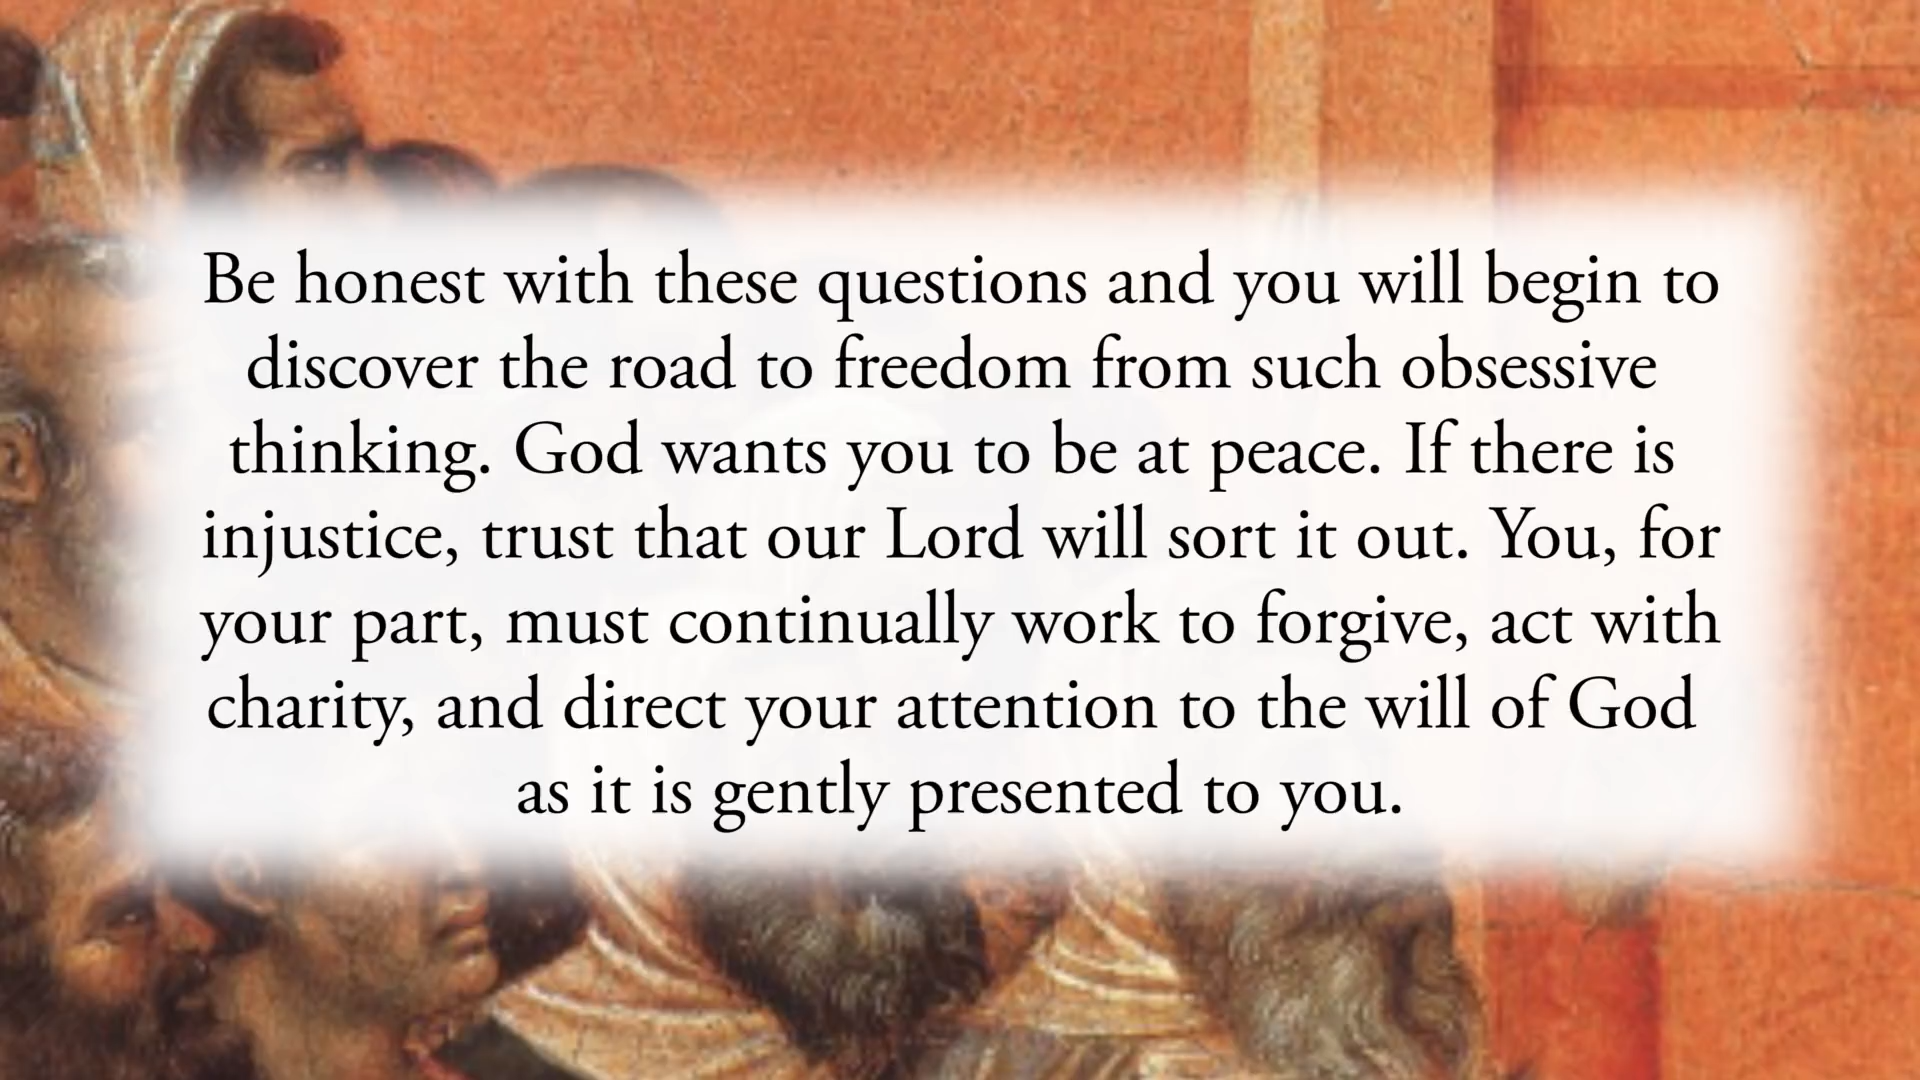 Be honest with these questions and you will begin to
discover the road to freedom from such obsessive
thinking. God wants you to be at peace. If there is
injustice, trust that our Lord will sort it out. You, for
your part, must continually work to forgive, act with
charity, and direct your attention to the will of God
as it is gently presented to you.